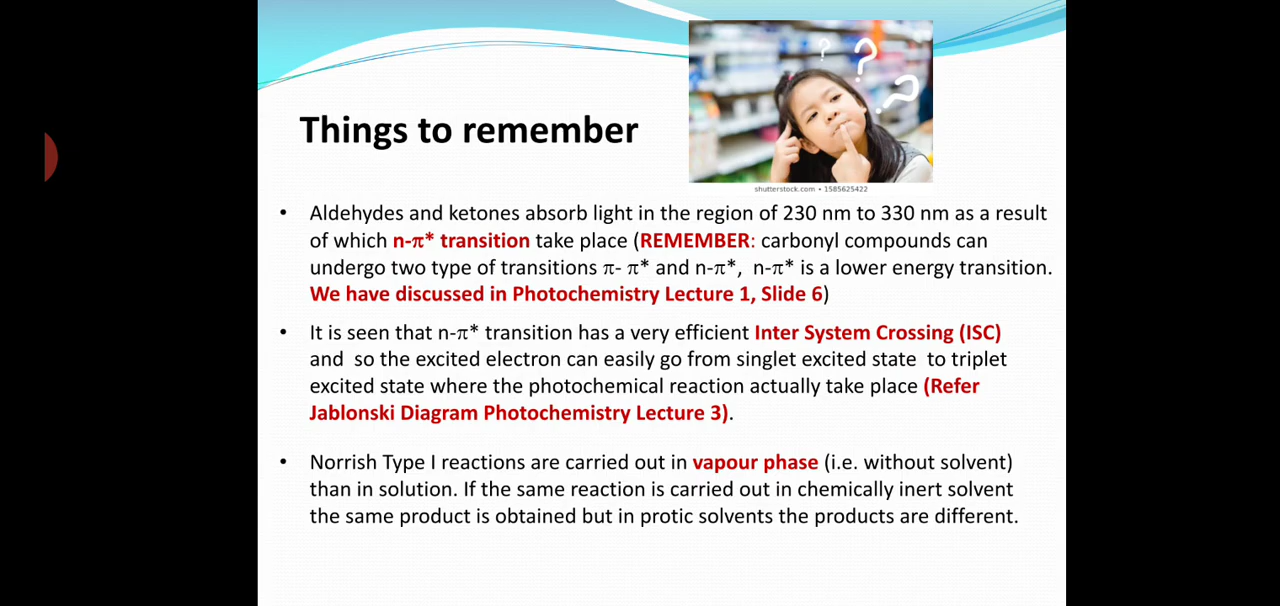 shutterstock.com • 1585625422
Things to remember
• Aldehydes and ketones absorb light in the region of 230 nm to 330 nm as a result
of which n-π* transition take place (REMEMBER: carbonyl compounds can
undergo two type of transitions π- π* and n-π*, n-π* is a lower energy transition.
We have discussed in Photochemistry Lecture 1, Slide 6)
• It is seen that n-π* transition has a very efficient Inter System Crossing (ISC)
and so the excited electron can easily go from singlet excited state to triplet
excited state where the photochemical reaction actually take place (Refer
Jablonski Diagram Photochemistry Lecture 3).
• Norrish Type I reactions are carried out in vapour phase (i.e. without solvent)
than in solution. If the same reaction is carried out in chemically inert solvent
the same product is obtained but in protic solvents the products are different.